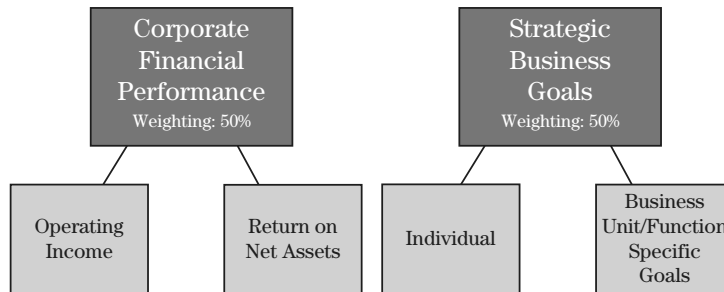 Corporate
Financial
Performance
Weighting: 50%
Strategic
Business
Goals
Weighting: 50%
Operating
Income
Return on
Net Assets
Individual
Business
Unit/Function
Specific
Goals